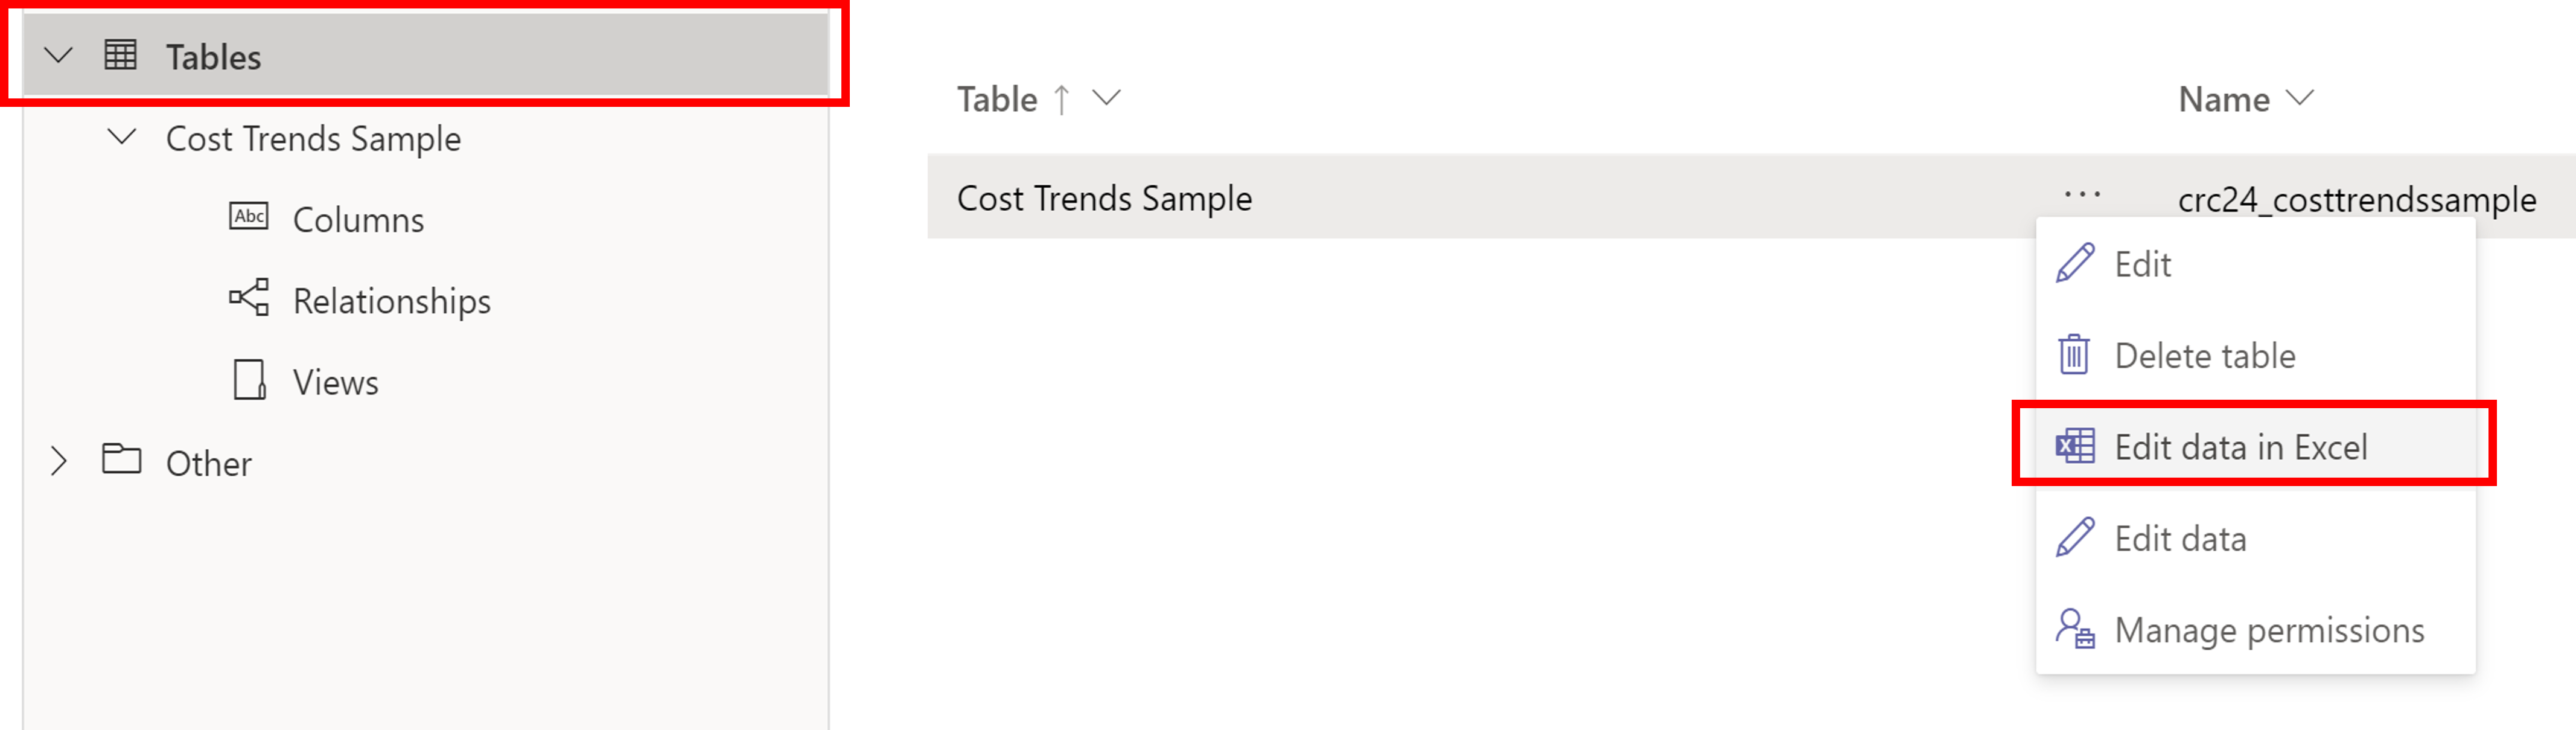 Tables
Cost Trends Sample
Abc Columns
Relationships
Views
Other
Table Name
Cost Trends Sample ... crc24_costtrendssample
Edit
Delete table
X Edit data in Excel
Edit data
Manage permissions